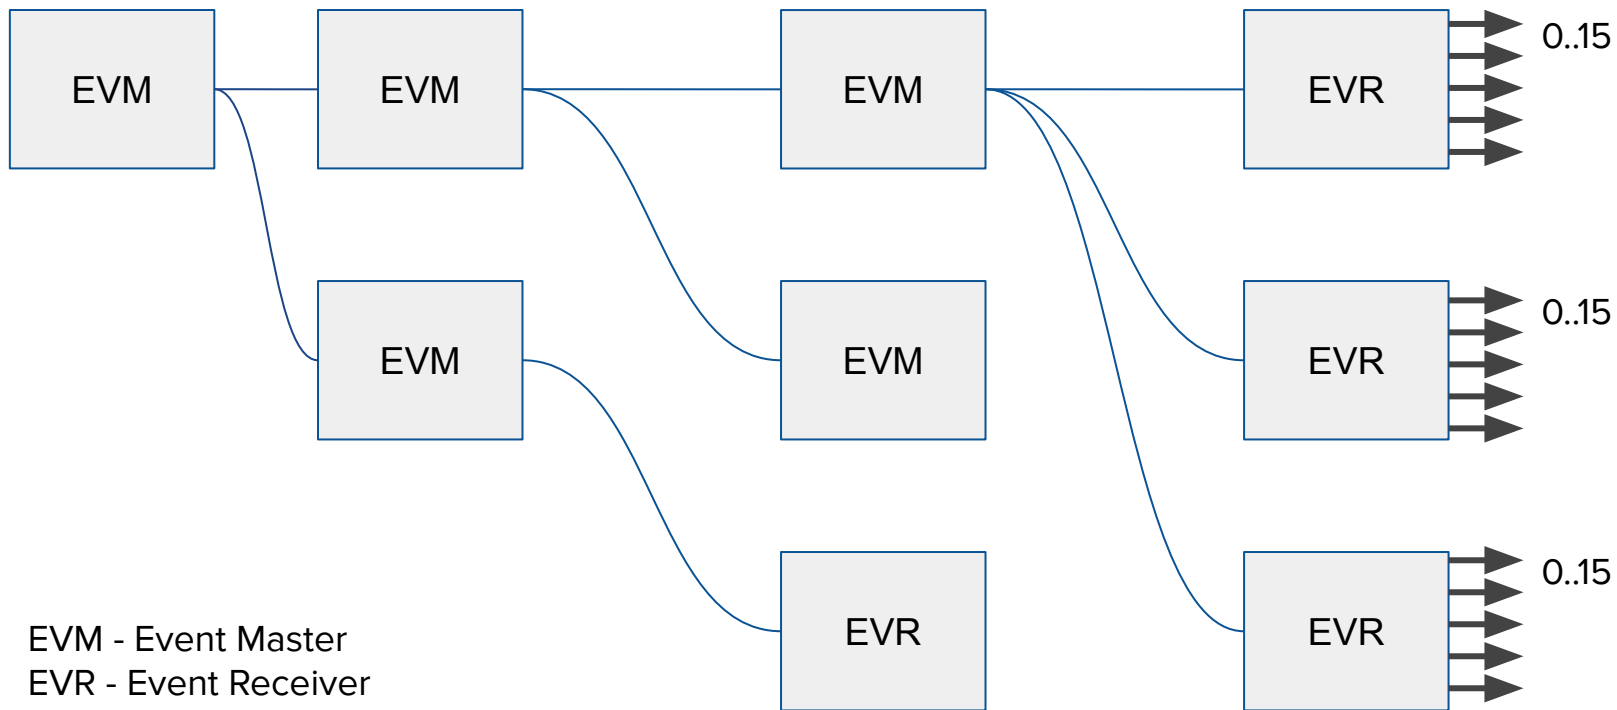 EVM
EVM
EVM
EVR
0..15
EVM
EVM
EVR
0..15
EVR
EVR
0..15
EVM - Event Master
EVR - Event Receiver